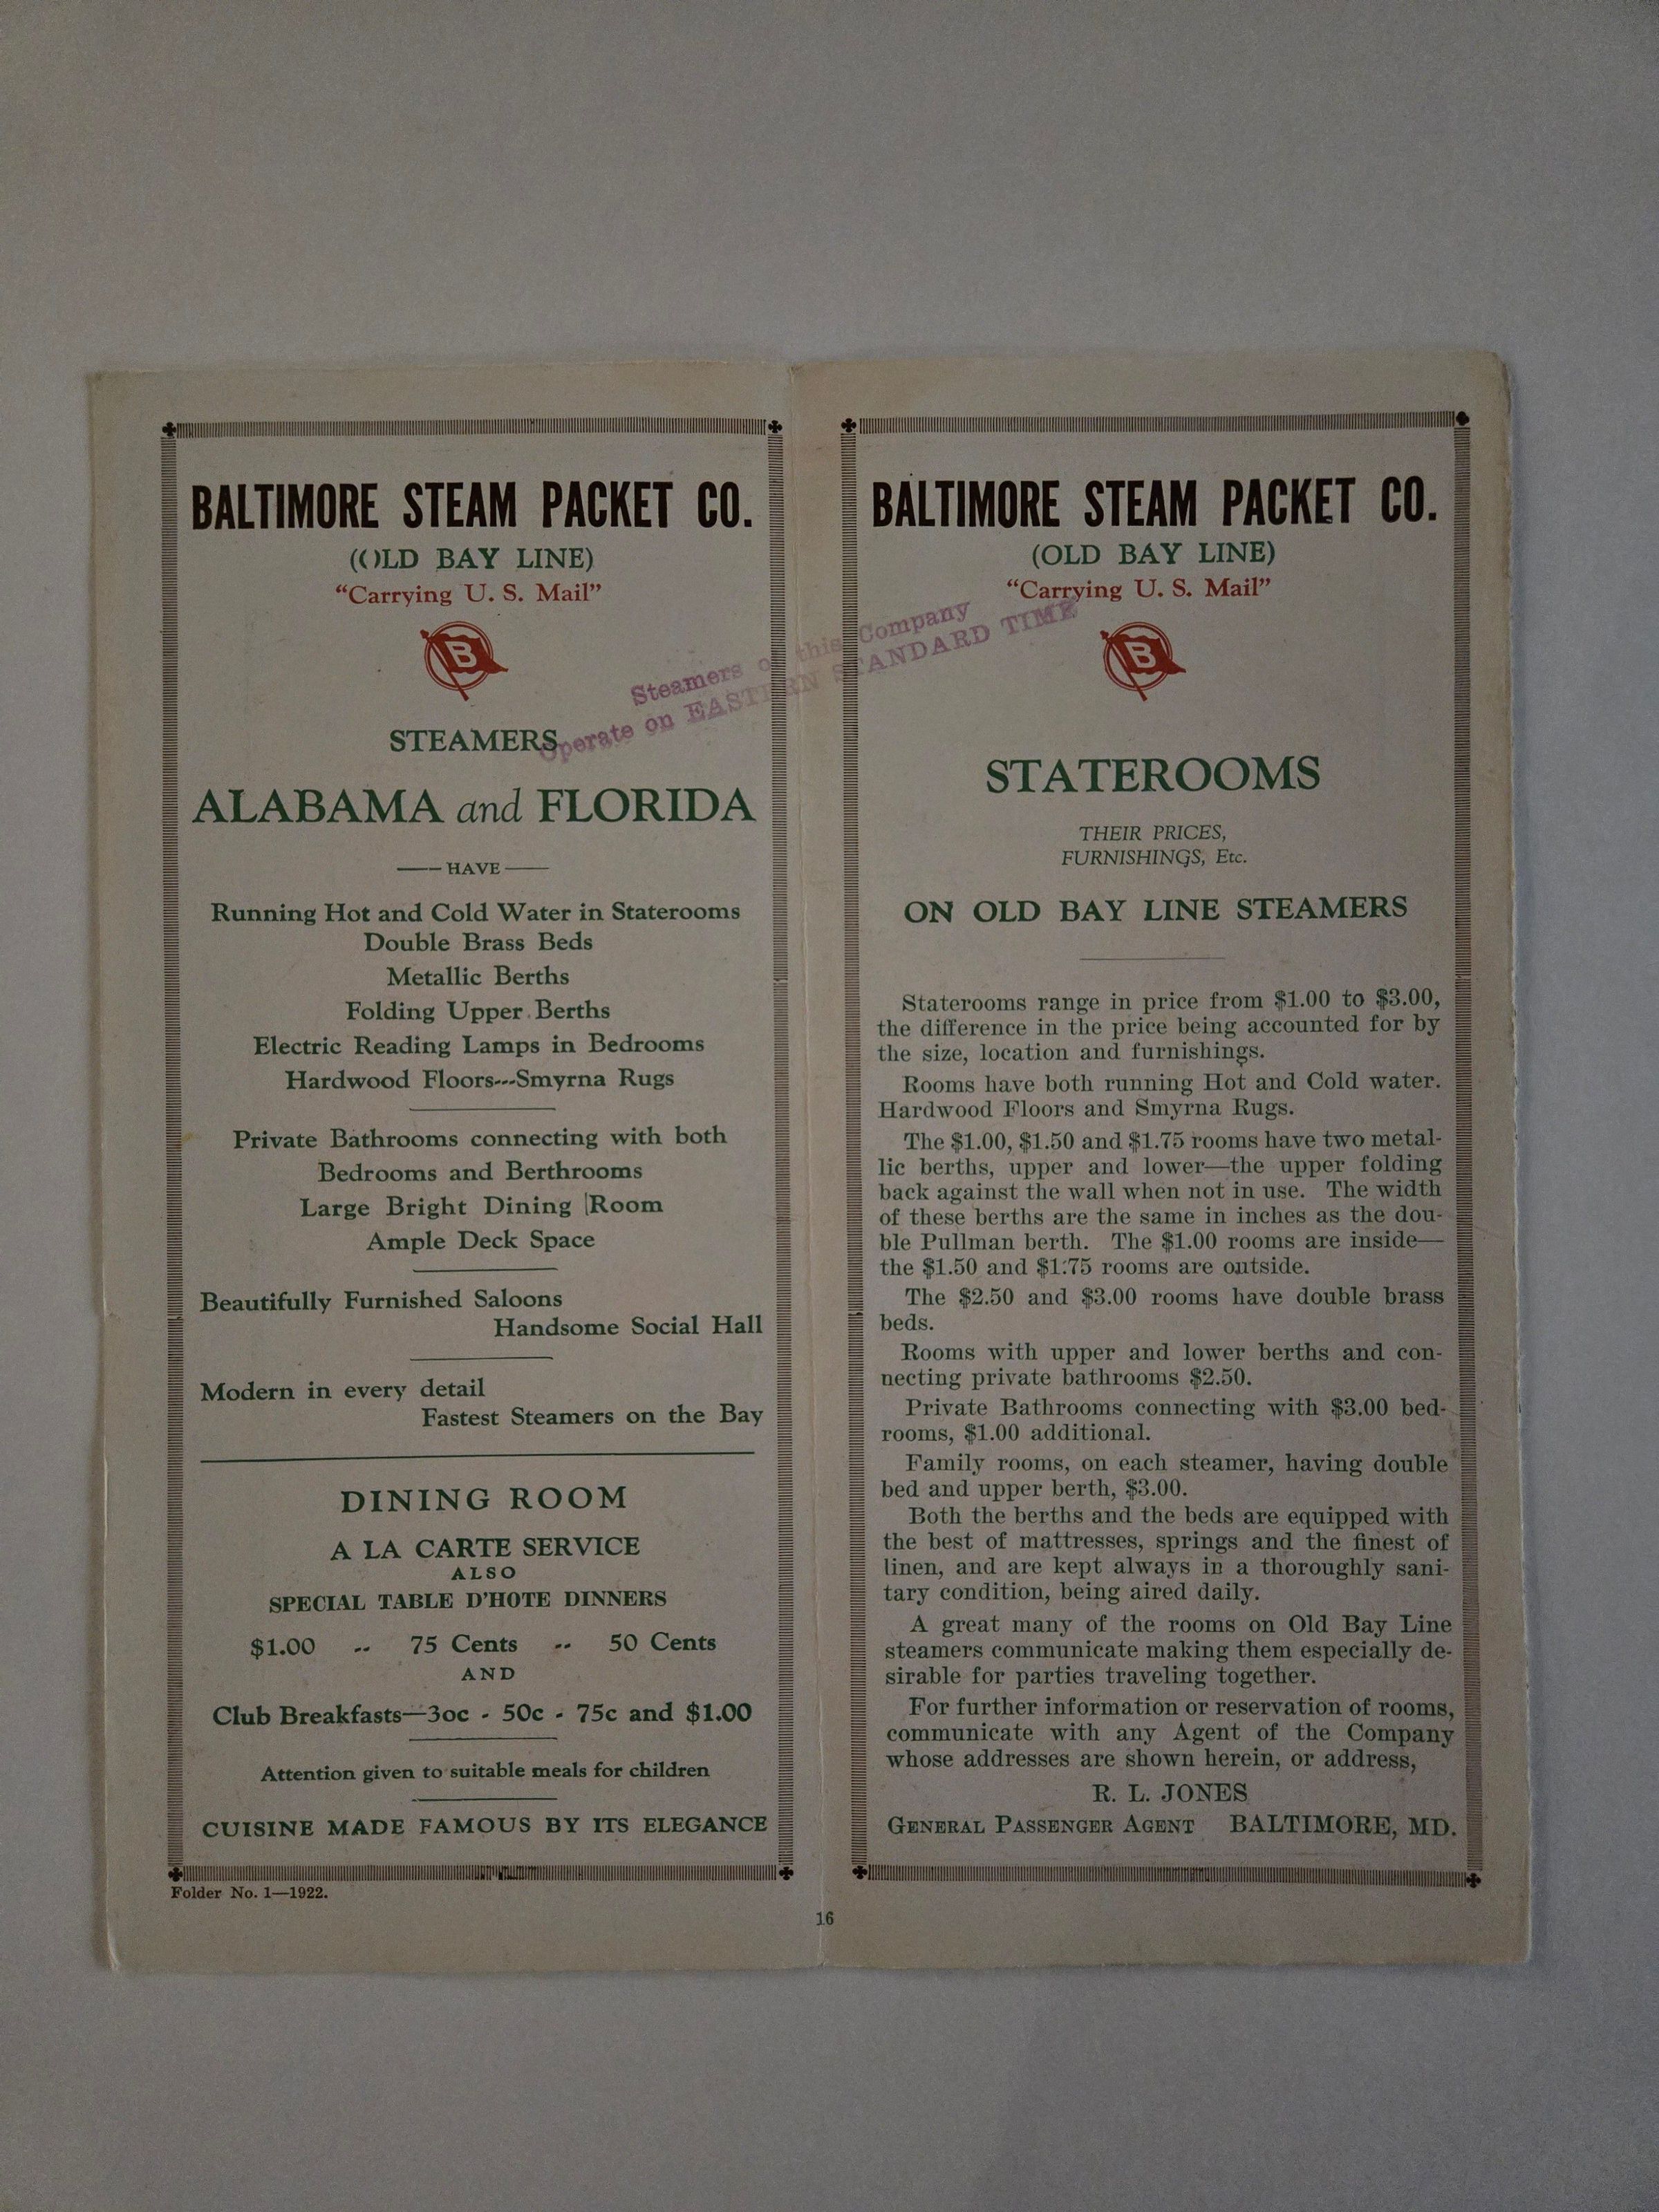 BALTIMORE STEAM PACKET CO.
(OLD BAY LINE)
"Carrying U. S. Mail"
B
Steamers of this Company
Operate on EASTERN STANDARD TIME
STEAMERS
ALABAMA and FLORIDA
HAVE
Running Hot and Cold Water in Staterooms
Double Brass Beds
Metallic Berths
Folding Upper Berths
Electric Reading Lamps in Bedrooms
Hardwood Floors---Smyrna Rugs
Private Bathrooms connecting with both
Bedrooms and Berthrooms
Large Bright Dining Room
Ample Deck Space
Beautifully Furnished Saloons
Handsome Social Hall
Modern in every detail
Fastest Steamers on the Bay
DINING ROOM
A LA CARTE SERVICE
ALSO
SPECIAL TABLE D'HOTE DINNERS
$1.00 -- 75 Cents -- 50 Cents
AND
Club Breakfasts—30c - 50c - 75c and $1.00
Attention given to suitable meals for children
CUISINE MADE FAMOUS BY ITS ELEGANCE
Folder No. 1—1922.
BALTIMORE STEAM PACKET CO.
(OLD BAY LINE)
"Carrying U. S. Mail"
B
STATEROOMS
THEIR PRICES,
FURNISHINGS, Etc.
ON OLD BAY LINE STEAMERS
Staterooms range in price from $1.00 to $3.00,
the difference in the price being accounted for by
the size, location and furnishings.
Rooms have both running Hot and Cold water.
Hardwood Floors and Smyrna Rugs.
The $1.00, $1.50 and $1.75 rooms have two metal-
lic berths, upper and lower—the upper folding
back against the wall when not in use. The width
of these berths are the same in inches as the dou-
ble Pullman berth. The $1.00 rooms are inside—
the $1.50 and $1.75 rooms are outside.
The $2.50 and $3.00 rooms have double brass
beds.
Rooms with upper and lower berths and con-
necting private bathrooms $2.50.
Private Bathrooms connecting with $3.00 bed-
rooms, $1.00 additional.
Family rooms, on each steamer, having double
bed and upper berth, $3.00.
Both the berths and the beds are equipped with
the best of mattresses, springs and the finest of
linen, and are kept always in a thoroughly sani-
tary condition, being aired daily.
A great many of the rooms on Old Bay Line
steamers communicate making them especially de-
sirable for parties traveling together.
For further information or reservation of rooms,
communicate with any Agent of the Company
whose addresses are shown herein, or address,
R. L. JONES
GENERAL PASSENGER AGENT BALTIMORE, MD.
16